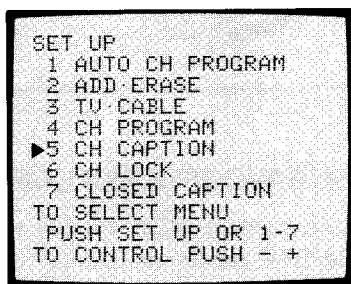 SET UP
1 AUTO CH PROGRAM
2 ADD·ERASE
3 TV·CABLE
4 CH PROGRAM
▶5 CH CAPTION
6 CH LOCK
7 CLOSED CAPTION
TO SELECT MENU
PUSH SET UP OR 1-7
TO CONTROL PUSH - +